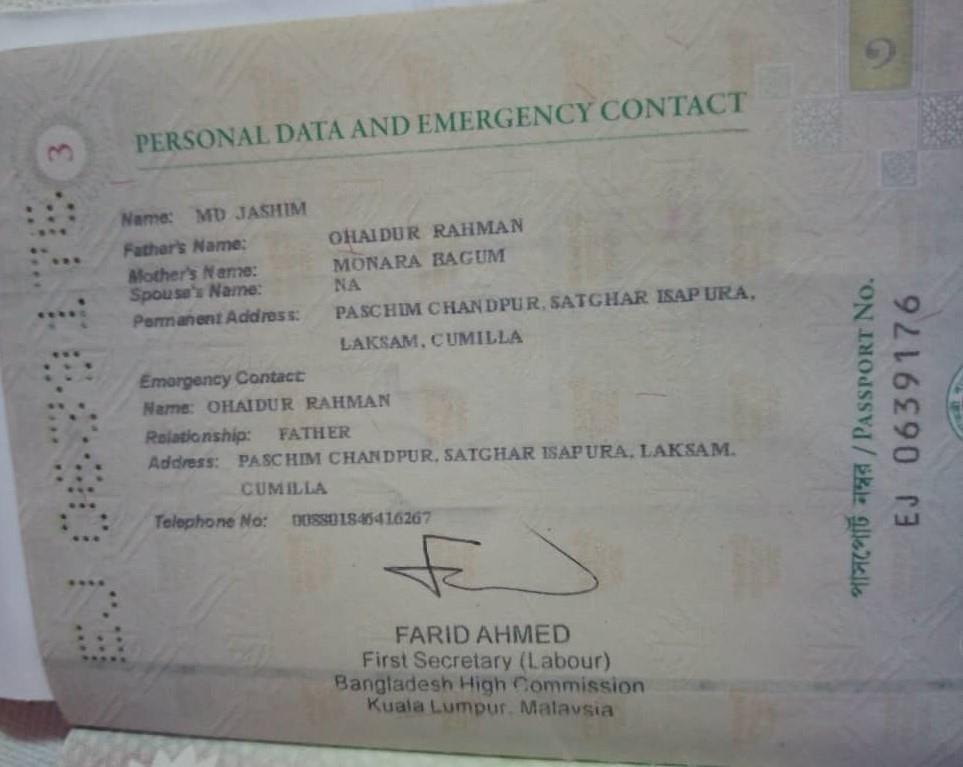 3
PERSONAL DATA AND EMERGENCY CONTACT
Name: MD JASHIM
Father's Name: OHAIDUR RAHMAN
Mother's Name: MONARA BAGUM
Spouse's Name: NA
Permanent Address: PASCHIM CHANDPUR, SATGHAR ISAPURA,
LAKSAM, CUMILLA
Emergency Contact:
Name: OHAIDUR RAHMAN
Relationship: FATHER
Address: PASCHIM CHANDPUR, SATGHAR ISAPURA, LAKSAM.
CUMILLA
Telephone No: 008801846416267
FARID AHMED
First Secretary (Labour)
Bangladesh High Commission
Kuala Lumpur. Malaysia
পাসপোর্ট নম্বর / PASSPORT No.
EJ 0639176